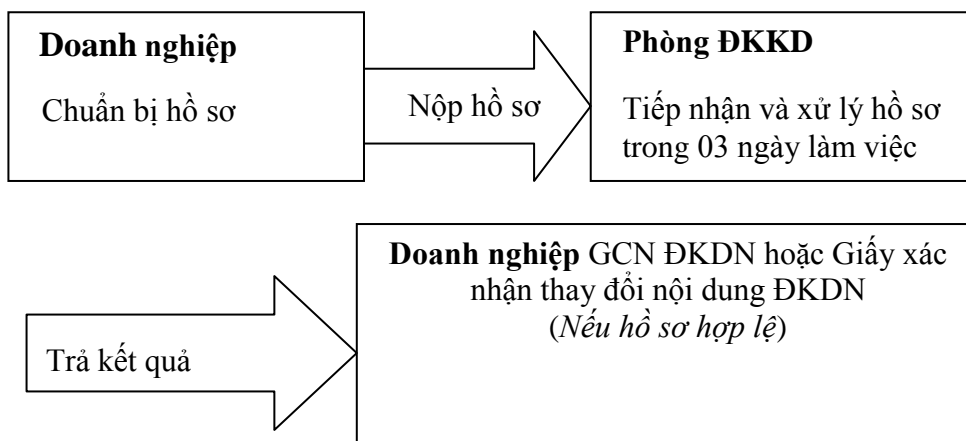 Doanh nghiệp
Chuẩn bị hồ sơ
Nộp hồ sơ
Phòng ĐKKD
Tiếp nhận và xử lý hồ sơ
trong 03 ngày làm việc
Trả kết quả
Doanh nghiệp GCN ĐKDN hoặc Giấy xác
nhận thay đổi nội dung ĐKDN
(Nếu hồ sơ hợp lệ)